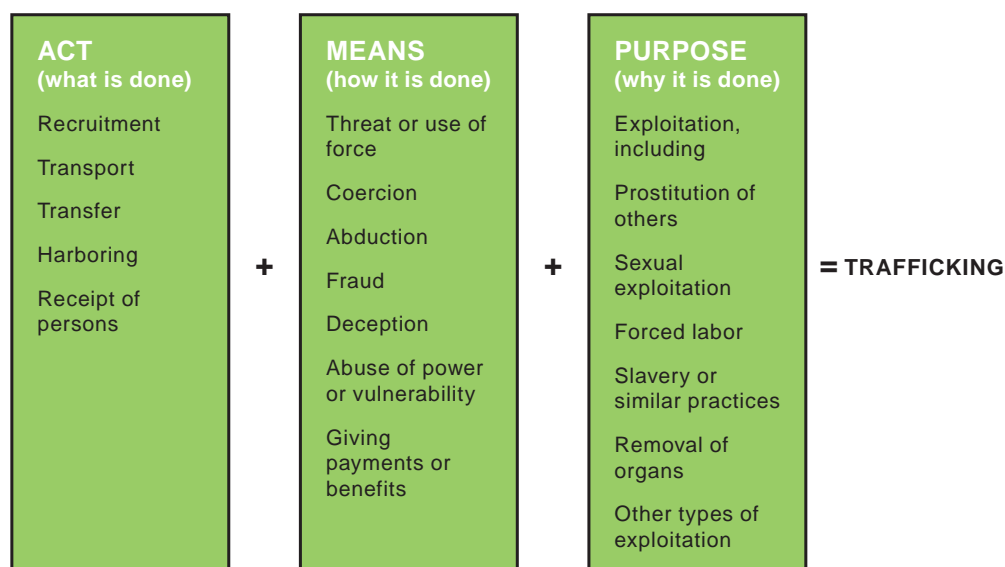 ACT
(what is done)
Recruitment
Transport
Transfer
Harboring
Receipt of
persons
+
MEANS
(how it is done)
Threat or use of
force
Coercion
Abduction
Fraud
Deception
Abuse of power
or vulnerability
Giving
payments or
benefits
+
PURPOSE
(why it is done)
Exploitation,
including
Prostitution of
others
Sexual
exploitation
Forced labor
Slavery or
similar practices
Removal of
organs
Other types of
exploitation
= TRAFFICKING